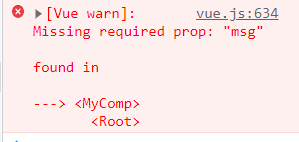 [Vue warn]: vue.js:634
Missing required prop: "msg"
found in
---> <MyComp>
<Root>